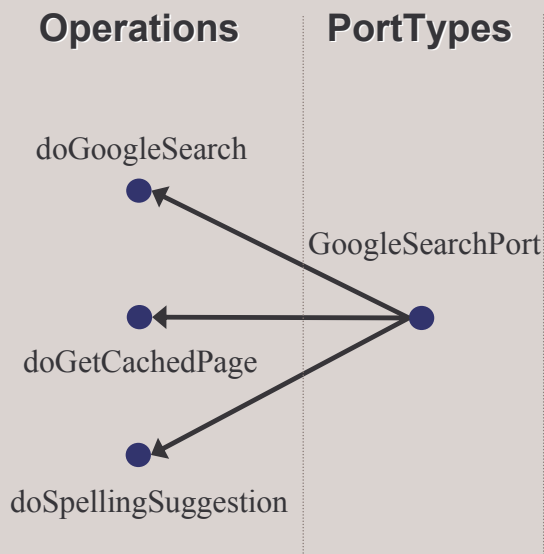 Operations
PortTypes
doGoogleSearch
GoogleSearchPort
doGetCachedPage
doSpellingSuggestion